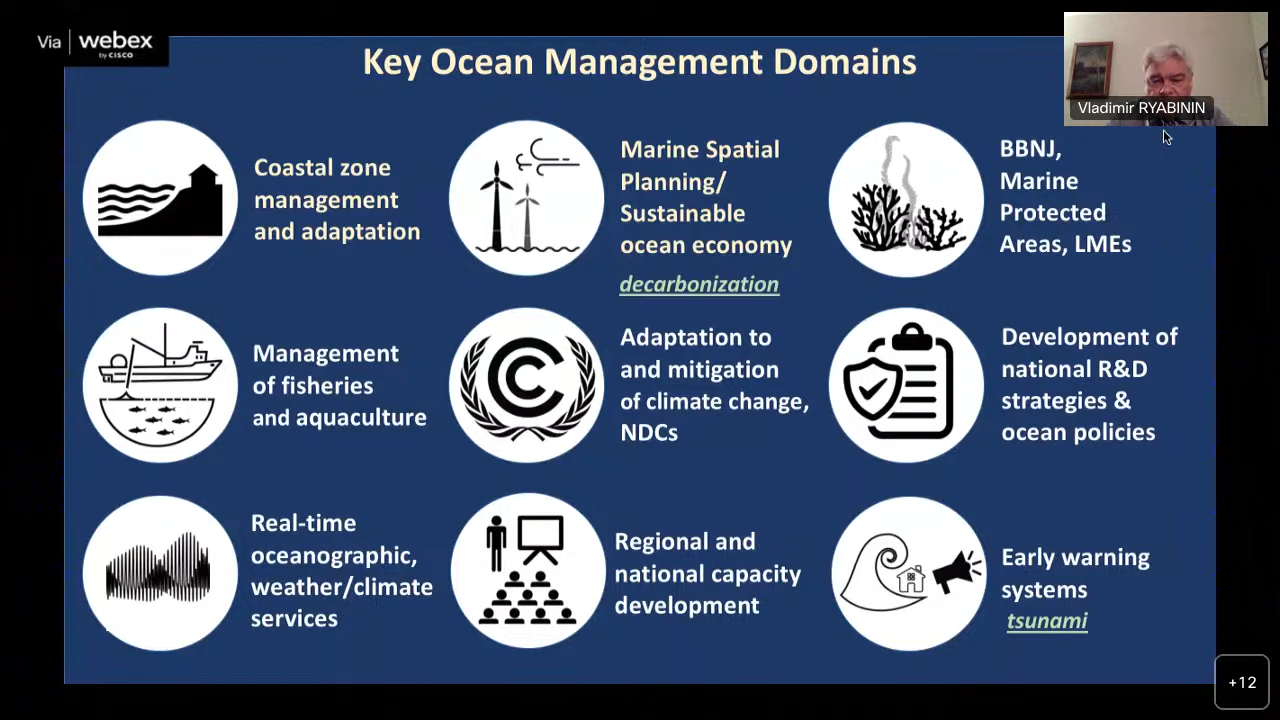 Via webex
by CISCO
Key Ocean Management Domains
Vladimir RYABININ
Coastal zone
management
and adaptation
Marine Spatial
Planning/
Sustainable
ocean economy
decarbonization
BBNJ,
Marine
Protected
Areas, LMEs
Management
of fisheries
and aquaculture
Adaptation to
and mitigation
of climate change,
NDCs
Development of
national R&D
strategies &
ocean policies
Real-time
oceanographic,
weather/climate
services
Regional and
national capacity
development
Early warning
systems
tsunami
+12